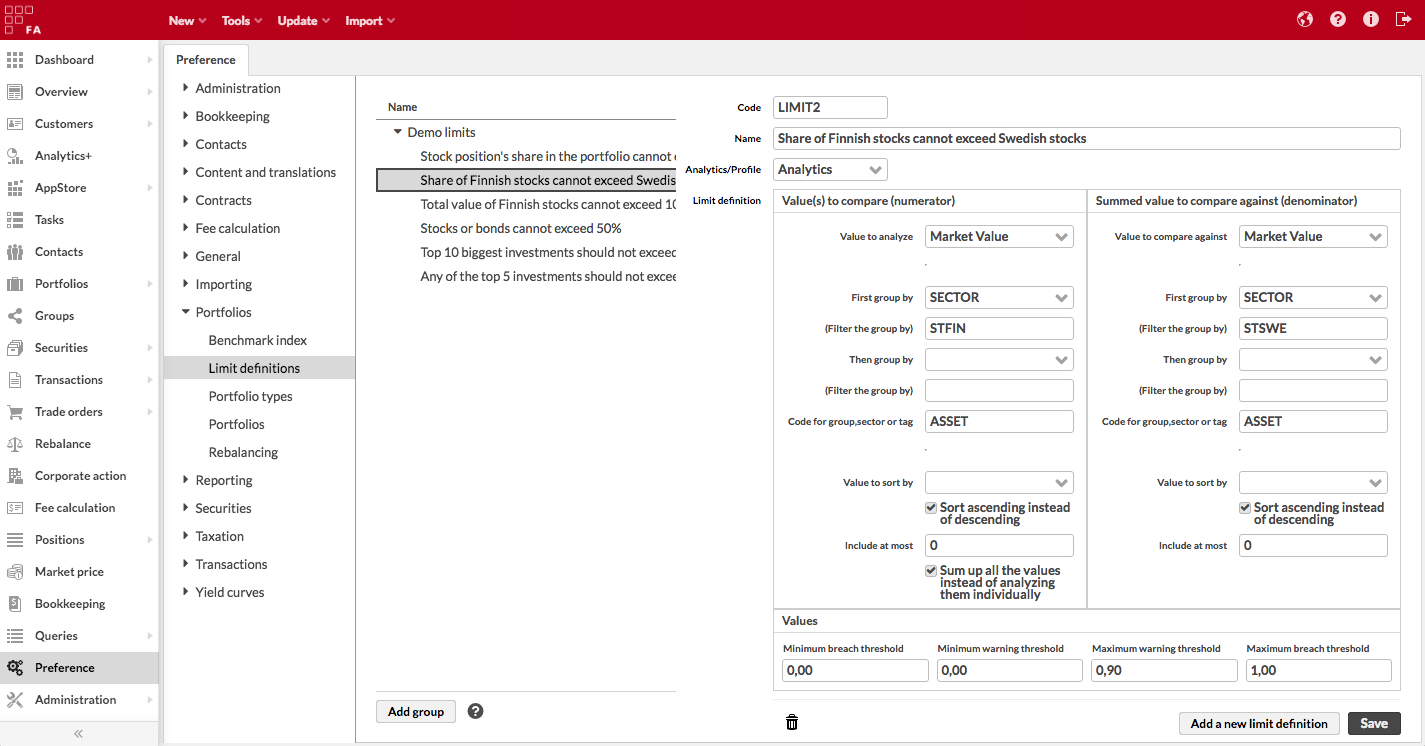 FA
New
Tools
Update
Import
Dashboard
Overview
Customers
Analytics+
AppStore
Tasks
Contacts
Portfolios
Groups
Securities
Transactions
Trade orders
Rebalance
Corporate action
Fee calculation
Positions
Market price
Bookkeeping
Queries
Preference
Administration
Preference
Administration
Bookkeeping
Contacts
Content and translations
Contracts
Fee calculation
General
Importing
Portfolios
Benchmark index
Limit definitions
Portfolio types
Portfolios
Rebalancing
Reporting
Securities
Taxation
Transactions
Yield curves
Name
Demo limits
Stock position's share in the portfolio cannot
Share of Finnish stocks cannot exceed Swedis
Total value of Finnish stocks cannot exceed 10
Stocks or bonds cannot exceed 50%
Top 10 biggest investments should not exceed
Any of the top 5 investments should not excee
Add group
Code
LIMIT2
Name
Share of Finnish stocks cannot exceed Swedish stocks
Analytics/Profile
Analytics
Limit definition
Value(s) to compare (numerator)
Value to analyze
Market Value
.
First group by
SECTOR
(Filter the group by)
STFIN
Then group by
(Filter the group by)
Code for group,sector or tag
ASSET
.
Value to sort by
Sort ascending instead
of descending
Include at most
0
Sum up all the values
instead of analyzing
them individually
Summed value to compare against (denominator)
Value to compare against
Market Value
.
First group by
SECTOR
(Filter the group by)
STSWE
Then group by
(Filter the group by)
Code for group,sector or tag
ASSET
.
Value to sort by
Sort ascending instead
of descending
Include at most
0
Values
Minimum breach threshold
0,00
Minimum warning threshold
0,00
Maximum warning threshold
0,90
Maximum breach threshold
1,00
Add a new limit definition
Save